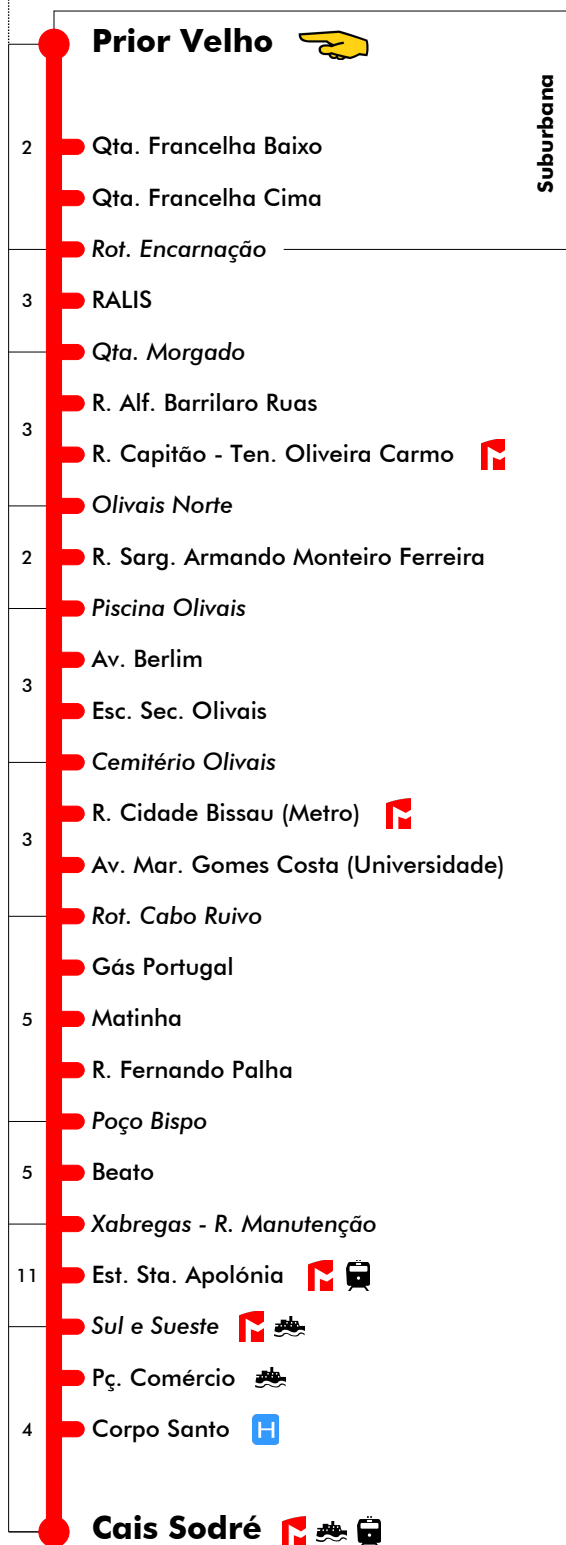 Prior Velho
Suburbana
2
Qta. Francelha Baixo
Qta. Francelha Cima
Rot. Encarnação
3
RALIS
Qta. Morgado
R. Alf. Barrilaro Ruas
3
R. Capitão - Ten. Oliveira Carmo
Olivais Norte
2
R. Sarg. Armando Monteiro Ferreira
Piscina Olivais
Av. Berlim
3
Esc. Sec. Olivais
Cemitério Olivais
R. Cidade Bissau (Metro)
3
Av. Mar. Gomes Costa (Universidade)
Rot. Cabo Ruivo
Gás Portugal
5
Matinha
R. Fernando Palha
Poço Bispo
5
Beato
Xabregas - R. Manutenção
11
Est. Sta. Apolónia
Sul e Sueste
Pç. Comércio
4
Corpo Santo
H
Cais Sodré